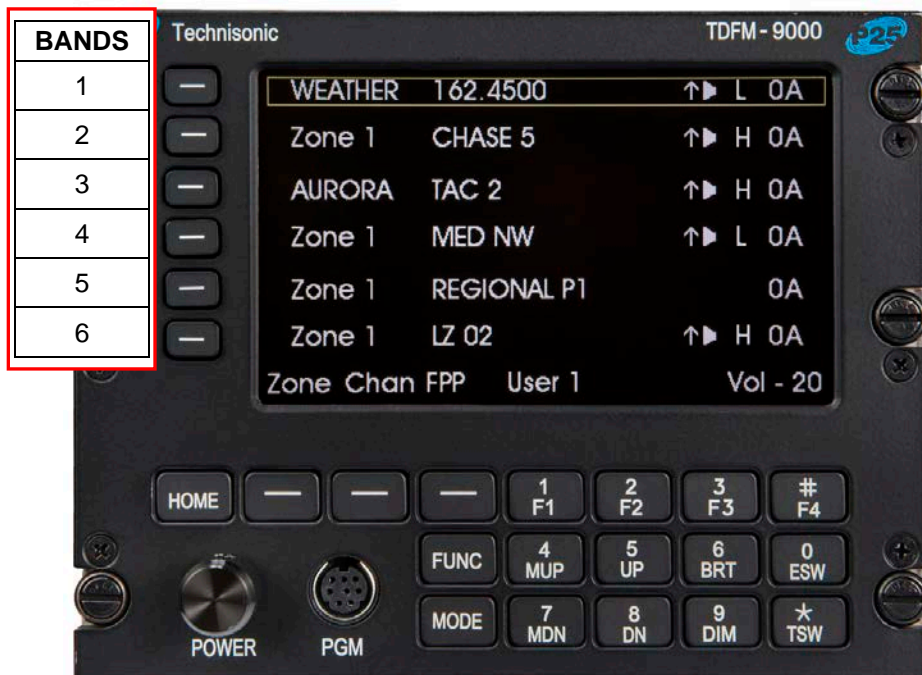 BANDS
1
2
3
4
5
6
Technisonic TDFM - 9000 P25
WEATHER 162.4500 ↑ L 0A
Zone 1 CHASE 5 ↑ H 0A
AURORA TAC 2 ↑ H 0A
Zone 1 MED NW ↑ L 0A
Zone 1 REGIONAL P1 0A
Zone 1 LZ 02 ↑ H 0A
Zone Chan FPP User 1 Vol - 20
HOME 1 2 3 #
F1 F2 F3 F4
FUNC 4 5 6 0
MUP UP BRT ESW
MODE 7 8 9 *
MDN DN DIM TSW
POWER PGM